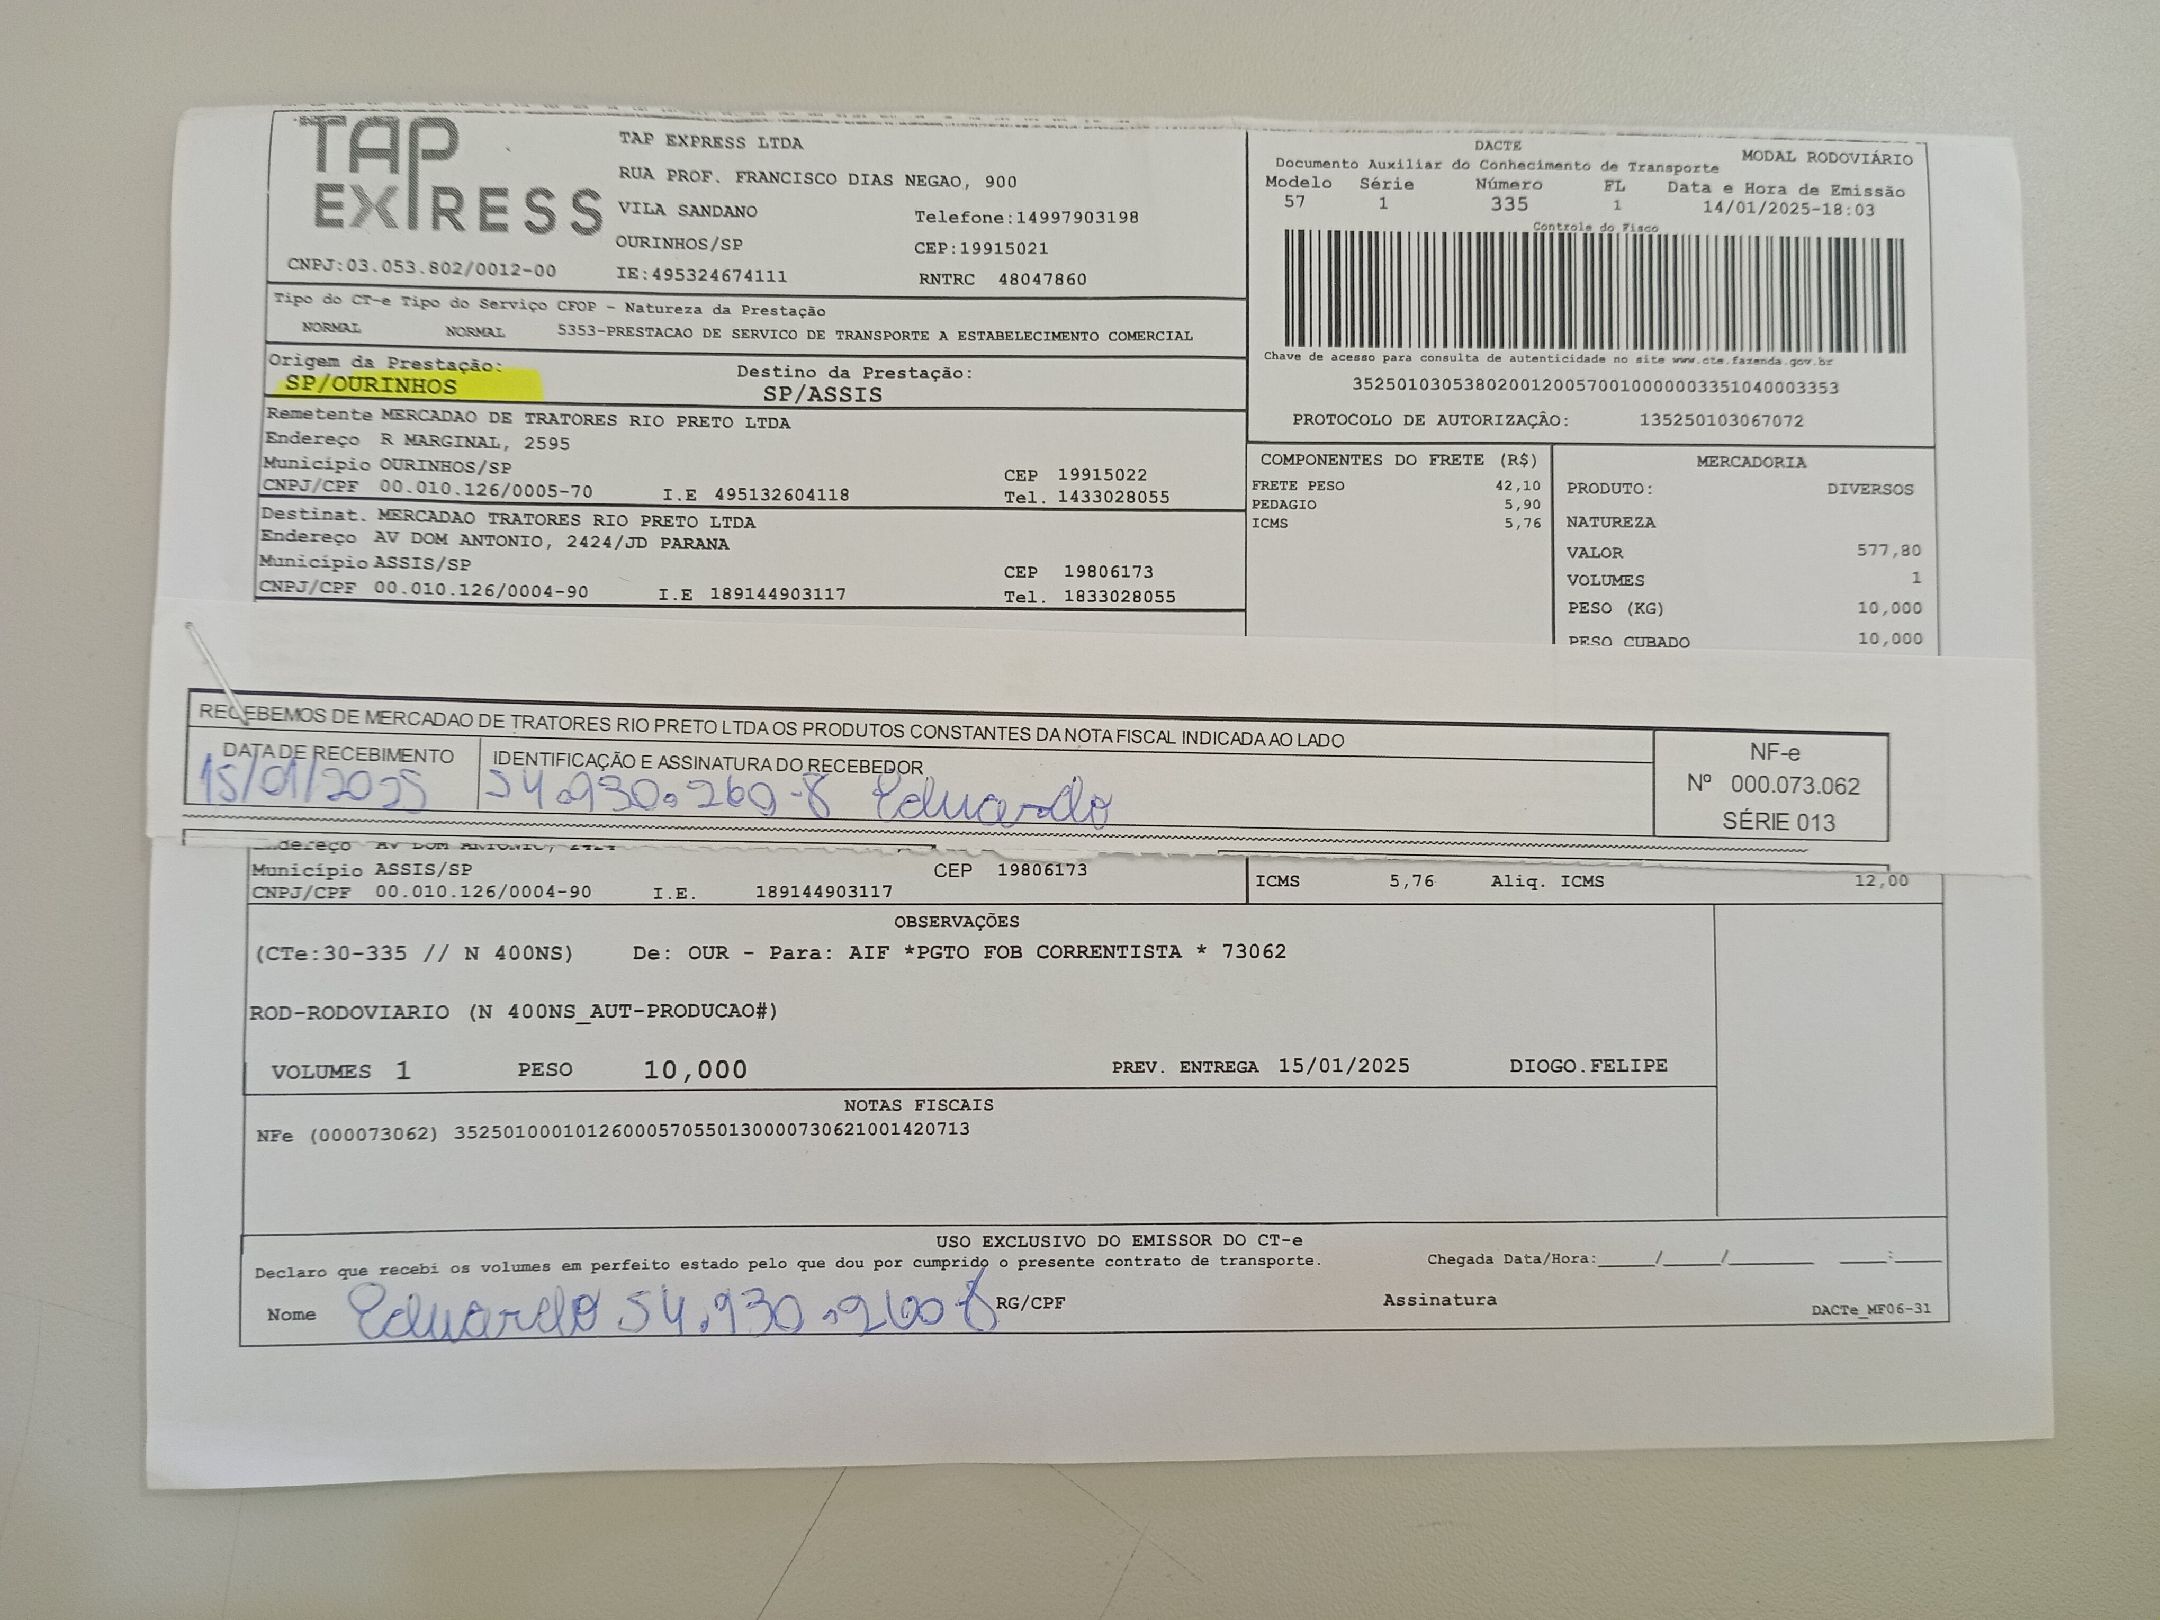 TAP EXPRESS
TAP EXPRESS LTDA
RUA PROF. FRANCISCO DIAS NEGAO, 900
VILA SANDANO Telefone:14997903198
OURINHOS/SP CEP:19915021
CNPJ:03.053.802/0012-00 IE:495324674111 RNTRC 48047860
DACTE
Documento Auxiliar do Conhecimento de Transporte MODAL RODOVIÁRIO
Modelo Série Número FL Data e Hora de Emissão
57 1 335 1 14/01/2025-18:03
Controle do Fisco
Chave de acesso para consulta de autenticidade no site www.cte.fazenda.gov.br
35250103053802001200570010000003351040003353
PROTOCOLO DE AUTORIZAÇÃO: 135250103067072
Tipo do CT-e Tipo do Serviço CFOP - Natureza da Prestação
NORMAL NORMAL 5353-PRESTACAO DE SERVICO DE TRANSPORTE A ESTABELECIMENTO COMERCIAL
Origem da Prestação: Destino da Prestação:
SP/OURINHOS SP/ASSIS
Remetente MERCADAO DE TRATORES RIO PRETO LTDA
Endereço R MARGINAL, 2595
Município OURINHOS/SP CEP 19915022
CNPJ/CPF 00.010.126/0005-70 I.E 495132604118 Tel. 1433028055
Destinat. MERCADAO TRATORES RIO PRETO LTDA
Endereço AV DOM ANTONIO, 2424/JD PARANA
Município ASSIS/SP CEP 19806173
CNPJ/CPF 00.010.126/0004-90 I.E 189144903117 Tel. 1833028055
COMPONENTES DO FRETE (R$)
FRETE PESO 42,10
PEDAGIO 5,90
ICMS 5,76
MERCADORIA
PRODUTO: DIVERSOS
NATUREZA
VALOR 577,80
VOLUMES 1
PESO (KG) 10,000
PESO CUBADO 10,000
RECEBEMOS DE MERCADAO DE TRATORES RIO PRETO LTDA OS PRODUTOS CONSTANTES DA NOTA FISCAL INDICADA AO LADO
DATA DE RECEBIMENTO IDENTIFICAÇÃO E ASSINATURA DO RECEBEDOR
15/01/2025 54.930.260-8 Eduardo
NF-e
Nº 000.073.062
SÉRIE 013
Endereço AV DOM ANTONIO, 2424
Município ASSIS/SP CEP 19806173
CNPJ/CPF 00.010.126/0004-90 I.E. 189144903117
ICMS 5,76 Aliq. ICMS 12,00
OBSERVAÇÕES
(CTe:30-335 // N 400NS) De: OUR - Para: AIF *PGTO FOB CORRENTISTA * 73062
ROD-RODOVIARIO (N 400NS_AUT-PRODUCAO#)
VOLUMES 1 PESO 10,000 PREV. ENTREGA 15/01/2025 DIOGO.FELIPE
NOTAS FISCAIS
NFe (000073062) 35250100010126000570550130000730621001420713
USO EXCLUSIVO DO EMISSOR DO CT-e
Declaro que recebi os volumes em perfeito estado pelo que dou por cumprido o presente contrato de transporte. Chegada Data/Hora:_____/_____/________ ____:____
Nome Eduardo 54.930.260 8 RG/CPF Assinatura DACTe_MF06-31